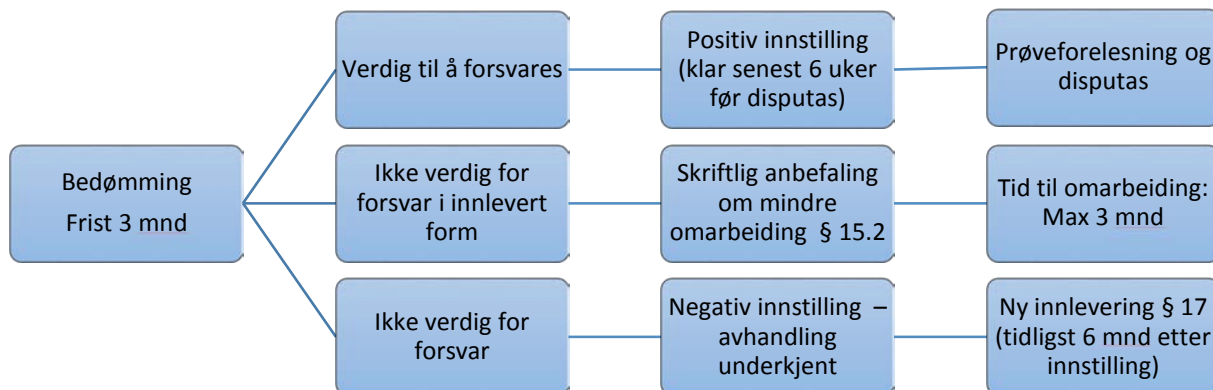 Bedømming
Frist 3 mnd
Verdig til å forsvares
Positiv innstilling
(klar senest 6 uker
før disputas)
Prøveforelesning og
disputas
Ikke verdig for
forsvar i innlevert
form
Skriftlig anbefaling
om mindre
omarbeiding § 15.2
Tid til omarbeiding:
Max 3 mnd
Ikke verdig for
forsvar
Negativ innstilling –
avhandling
underkjent
Ny innlevering § 17
(tidligst 6 mnd etter
innstilling)